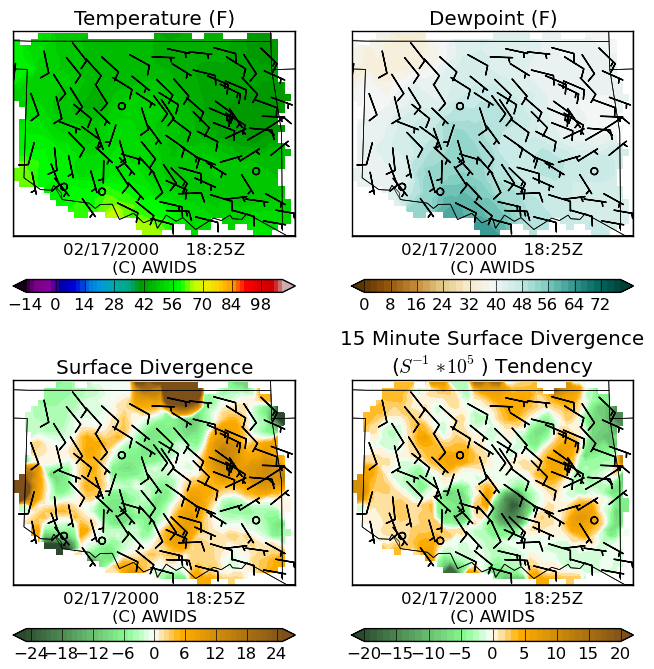 Temperature (F)
Dewpoint (F)
02/17/2000 18:25Z
(C) AWIDS
02/17/2000 18:25Z
(C) AWIDS
−14 0 14 28 42 56 70 84 98
0 8 16 24 32 40 48 56 64 72
Surface Divergence
15 Minute Surface Divergence
(S⁻¹ *10⁵ ) Tendency
02/17/2000 18:25Z
(C) AWIDS
02/17/2000 18:25Z
(C) AWIDS
−24 −18 −12 −6 0 6 12 18 24
−20 −15 −10 −5 0 5 10 15 20